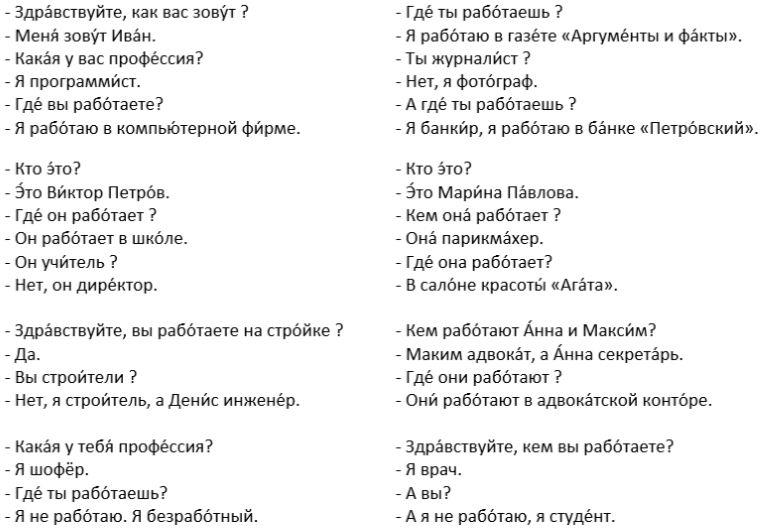 - Здра́вствуйте, как вас зову́т ?
- Меня́ зову́т Ива́н.
- Кака́я у вас профе́ссия?
- Я программи́ст.
- Где́ вы рабо́таете?
- Я рабо́таю в компью́терной фи́рме.
- Кто э́то?
- Э́то Ви́ктор Петро́в.
- Где́ он рабо́тает ?
- Он рабо́тает в шко́ле.
- Он учи́тель ?
- Нет, он дире́ктор.
- Здра́вствуйте, вы рабо́таете на стро́йке ?
- Да.
- Вы строи́тели ?
- Нет, я строи́тель, а Дени́с инжене́р.
- Кака́я у тебя́ профе́ссия?
- Я шофёр.
- Где́ ты рабо́таешь?
- Я не рабо́таю. Я безрабо́тный.
- Где́ ты рабо́таешь ?
- Я рабо́таю в газе́те «Аргуме́нты и фа́кты».
- Ты журнали́ст ?
- Нет, я фото́граф.
- А где́ ты рабо́таешь ?
- Я банки́р, я рабо́таю в ба́нке «Петро́вский».
- Кто э́то?
- Э́то Мари́на Па́влова.
- Кем она́ рабо́тает ?
- Она́ парикма́хер.
- Где́ она рабо́тает?
- В сало́не красоты́ «Ага́та».
- Кем рабо́тают А́нна и Макси́м?
- Маким адвока́т, а А́нна секрета́рь.
- Где́ они рабо́тают ?
- Они́ рабо́тают в адвока́тской конто́ре.
- Здра́вствуйте, кем вы рабо́таете?
- Я врач.
- А вы?
- А я не рабо́таю, я студе́нт.